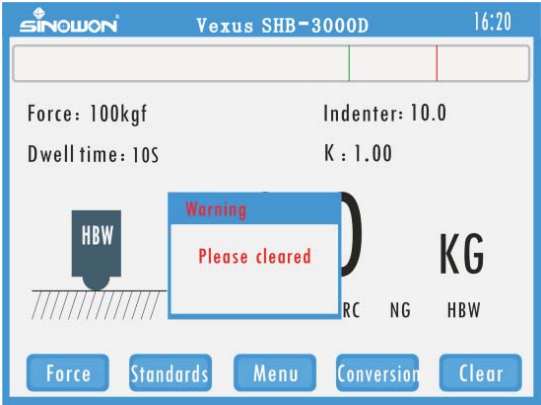 SINOWON Vexus SHB-3000D 16:20
Force: 100kgf Indenter: 10.0
Dwell time: 10S K : 1.00
Warning
HBW Please cleared KG
RC NG HBW
Force Standards Menu Conversion Clear